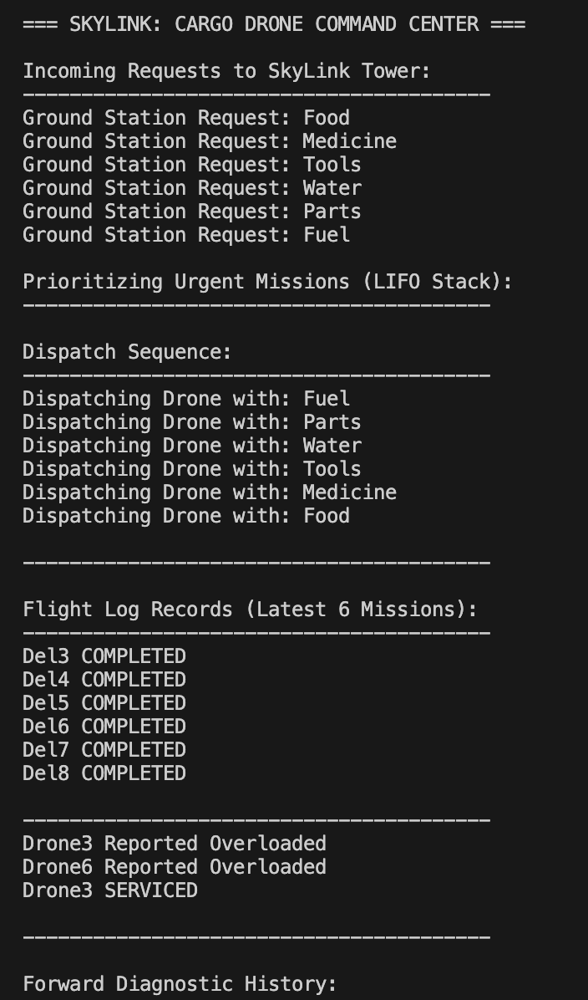 === SKYLINK: CARGO DRONE COMMAND CENTER ===
Incoming Requests to SkyLink Tower:
----------------------------------------
Ground Station Request: Food
Ground Station Request: Medicine
Ground Station Request: Tools
Ground Station Request: Water
Ground Station Request: Parts
Ground Station Request: Fuel
Prioritizing Urgent Missions (LIFO Stack):
----------------------------------------
Dispatch Sequence:
----------------------------------------
Dispatching Drone with: Fuel
Dispatching Drone with: Parts
Dispatching Drone with: Water
Dispatching Drone with: Tools
Dispatching Drone with: Medicine
Dispatching Drone with: Food
----------------------------------------
Flight Log Records (Latest 6 Missions):
----------------------------------------
Del3 COMPLETED
Del4 COMPLETED
Del5 COMPLETED
Del6 COMPLETED
Del7 COMPLETED
Del8 COMPLETED
----------------------------------------
Drone3 Reported Overloaded
Drone6 Reported Overloaded
Drone3 SERVICED
----------------------------------------
Forward Diagnostic History: